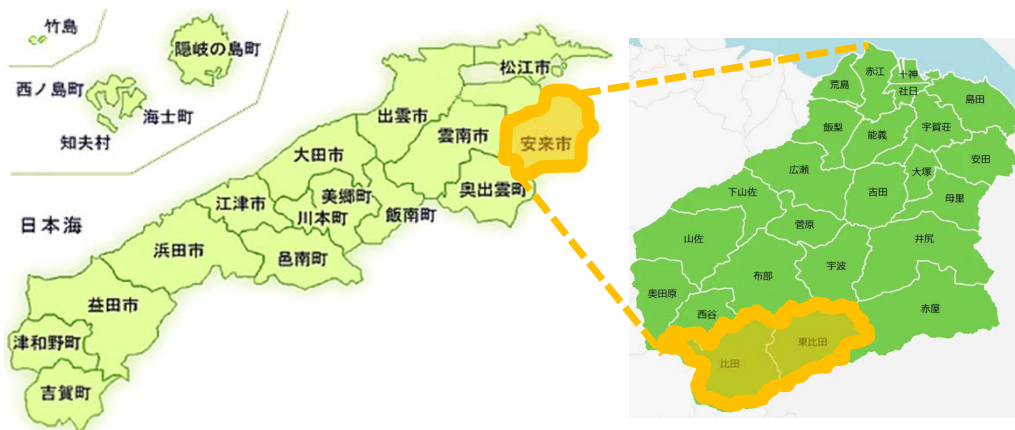 竹島
隠岐の島町
西ノ島町
海士町
知夫村
松江市
出雲市
雲南市
安来市
大田市
奥出雲町
美郷町
江津市
川本町
飯南町
日本海
浜田市
邑南町
益田市
津和野町
吉賀町
赤江
十神
荒島
社日
島田
飯梨
能義
宇賀荘
安田
広瀬
大塚
下山佐
吉田
母里
菅原
山佐
井尻
布部
宇波
奥田原
西谷
赤屋
東比田
比田